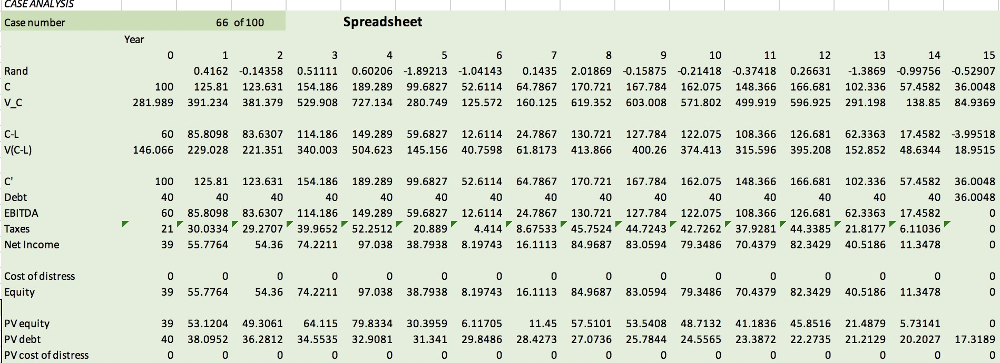 CASE ANALYSIS
Case number 66 of 100 Spreadsheet
Year
0 1 2 3 4 5 6 7 8 9 10 11 12 13 14 15
Rand 0.4162 -0.14358 0.51111 0.60206 -1.89213 -1.04143 0.1435 2.01869 -0.15875 -0.21418 -0.37418 0.26631 -1.3869 -0.99756 -0.52907
C 100 125.81 123.631 154.186 189.289 99.6827 52.6114 64.7867 170.721 167.784 162.075 148.366 166.681 102.336 57.4582 36.0048
V_C 281.989 391.234 381.379 529.908 727.134 280.749 125.572 160.125 619.352 603.008 571.802 499.919 596.925 291.198 138.85 84.9369
C-L 60 85.8098 83.6307 114.186 149.289 59.6827 12.6114 24.7867 130.721 127.784 122.075 108.366 126.681 62.3363 17.4582 -3.99518
V(C-L) 146.066 229.028 221.351 340.003 504.623 145.156 40.7598 61.8173 413.866 400.26 374.413 315.596 395.208 152.852 48.6344 18.9515
C' 100 125.81 123.631 154.186 189.289 99.6827 52.6114 64.7867 170.721 167.784 162.075 148.366 166.681 102.336 57.4582 36.0048
Debt 40 40 40 40 40 40 40 40 40 40 40 40 40 40 40 36.0048
EBITDA 60 85.8098 83.6307 114.186 149.289 59.6827 12.6114 24.7867 130.721 127.784 122.075 108.366 126.681 62.3363 17.4582 0
Taxes 21 30.0334 29.2707 39.9652 52.2512 20.889 4.414 8.67533 45.7524 44.7243 42.7262 37.9281 44.3385 21.8177 6.11036 0
Net Income 39 55.7764 54.36 74.2211 97.038 38.7938 8.19743 16.1113 84.9687 83.0594 79.3486 70.4379 82.3429 40.5186 11.3478 0
Cost of distress 0 0 0 0 0 0 0 0 0 0 0 0 0 0 0 0
Equity 39 55.7764 54.36 74.2211 97.038 38.7938 8.19743 16.1113 84.9687 83.0594 79.3486 70.4379 82.3429 40.5186 11.3478 0
PV equity 39 53.1204 49.3061 64.115 79.8334 30.3959 6.11705 11.45 57.5101 53.5408 48.7132 41.1836 45.8516 21.4879 5.73141 0
PV debt 40 38.0952 36.2812 34.5535 32.9081 31.341 29.8486 28.4273 27.0736 25.7844 24.5565 23.3872 22.2735 21.2129 20.2027 17.3189
PV cost of distress 0 0 0 0 0 0 0 0 0 0 0 0 0 0 0 0